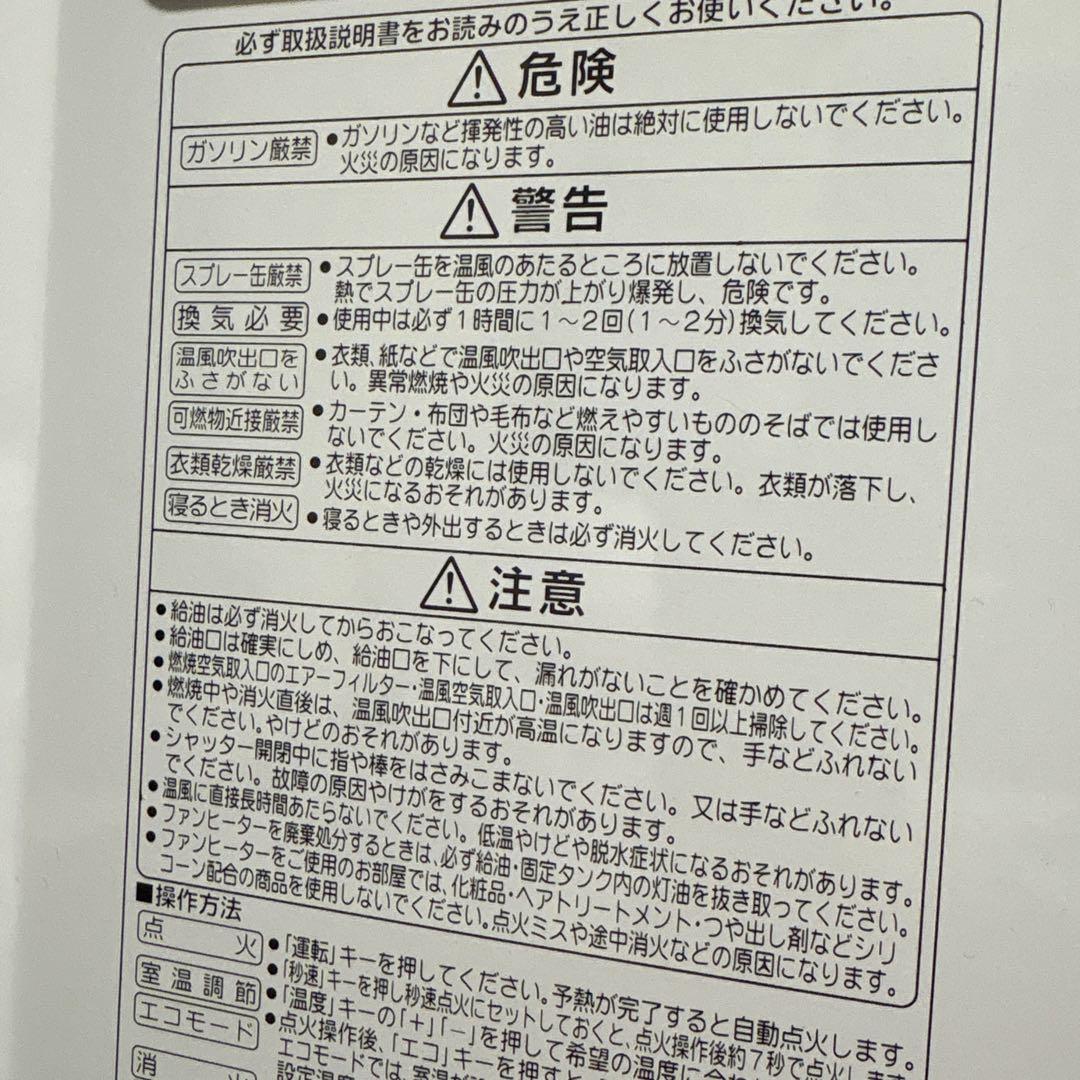 必ず取扱説明書をお読みのうえ正しくお使いください。
危険
ガソリン厳禁
●ガソリンなど揮発性の高い油は絶対に使用しないでください。
火災の原因になります。
警告
スプレー缶厳禁
●スプレー缶を温風のあたるところに放置しないでください。
熱でスプレー缶の圧力が上がり爆発し、危険です。
換気必要
●使用中は必ず1時間に1～2回(1～2分)換気してください。
温風吹出口を
ふさがない
●衣類、紙などで温風吹出口や空気取入口をふさがないでくださ
い。異常燃焼や火災の原因になります。
可燃物近接厳禁
●カーテン・布団や毛布など燃えやすいもののそばでは使用し
ないでください。火災の原因になります。
衣類乾燥厳禁
●衣類などの乾燥には使用しないでください。衣類が落下し、
火災になるおそれがあります。
寝るとき消火
●寝るときや外出するときは必ず消火してください。
注意
●給油は必ず消火してからおこなってください。
●給油口は確実にしめ、給油口を下にして、漏れがないことを確かめてください。
●燃焼空気取入口のエアーフィルター・温風空気取入口・温風吹出口は週1回以上掃除してください。
●燃焼中や消火直後は、温風吹出口付近が高温になりますので、手などふれない
でください。やけどのおそれがあります。
●シャッター開閉中に指や棒をはさみこまないでください。又は手などふれない
でください。故障の原因やけがをするおそれがあります。
●温風に直接長時間あたらないでください。低温やけどや脱水症状になるおそれがあります。
●ファンヒーターを廃棄処分するときは、必ず給油・固定タンク内の灯油を抜き取ってください。
●ファンヒーターをご使用のお部屋では、化粧品・ヘアトリートメント・つや出し剤などシリ
コーン配合の商品を使用しないでください。点火ミスや途中消火などの原因になります。
■操作方法
点火
●「運転」キーを押してください。予熱が完了すると自動点火します。
●「秒速」キーを押し秒速点火にセットしておくと、点火操作後約7秒で点火します
室温調節
●「温度」キーの「＋」「－」を押して希望の温度に合わ
エコモード
●点火操作後、「エコ」キーを押すと
エコモードでは、室温が
設定温度
消火